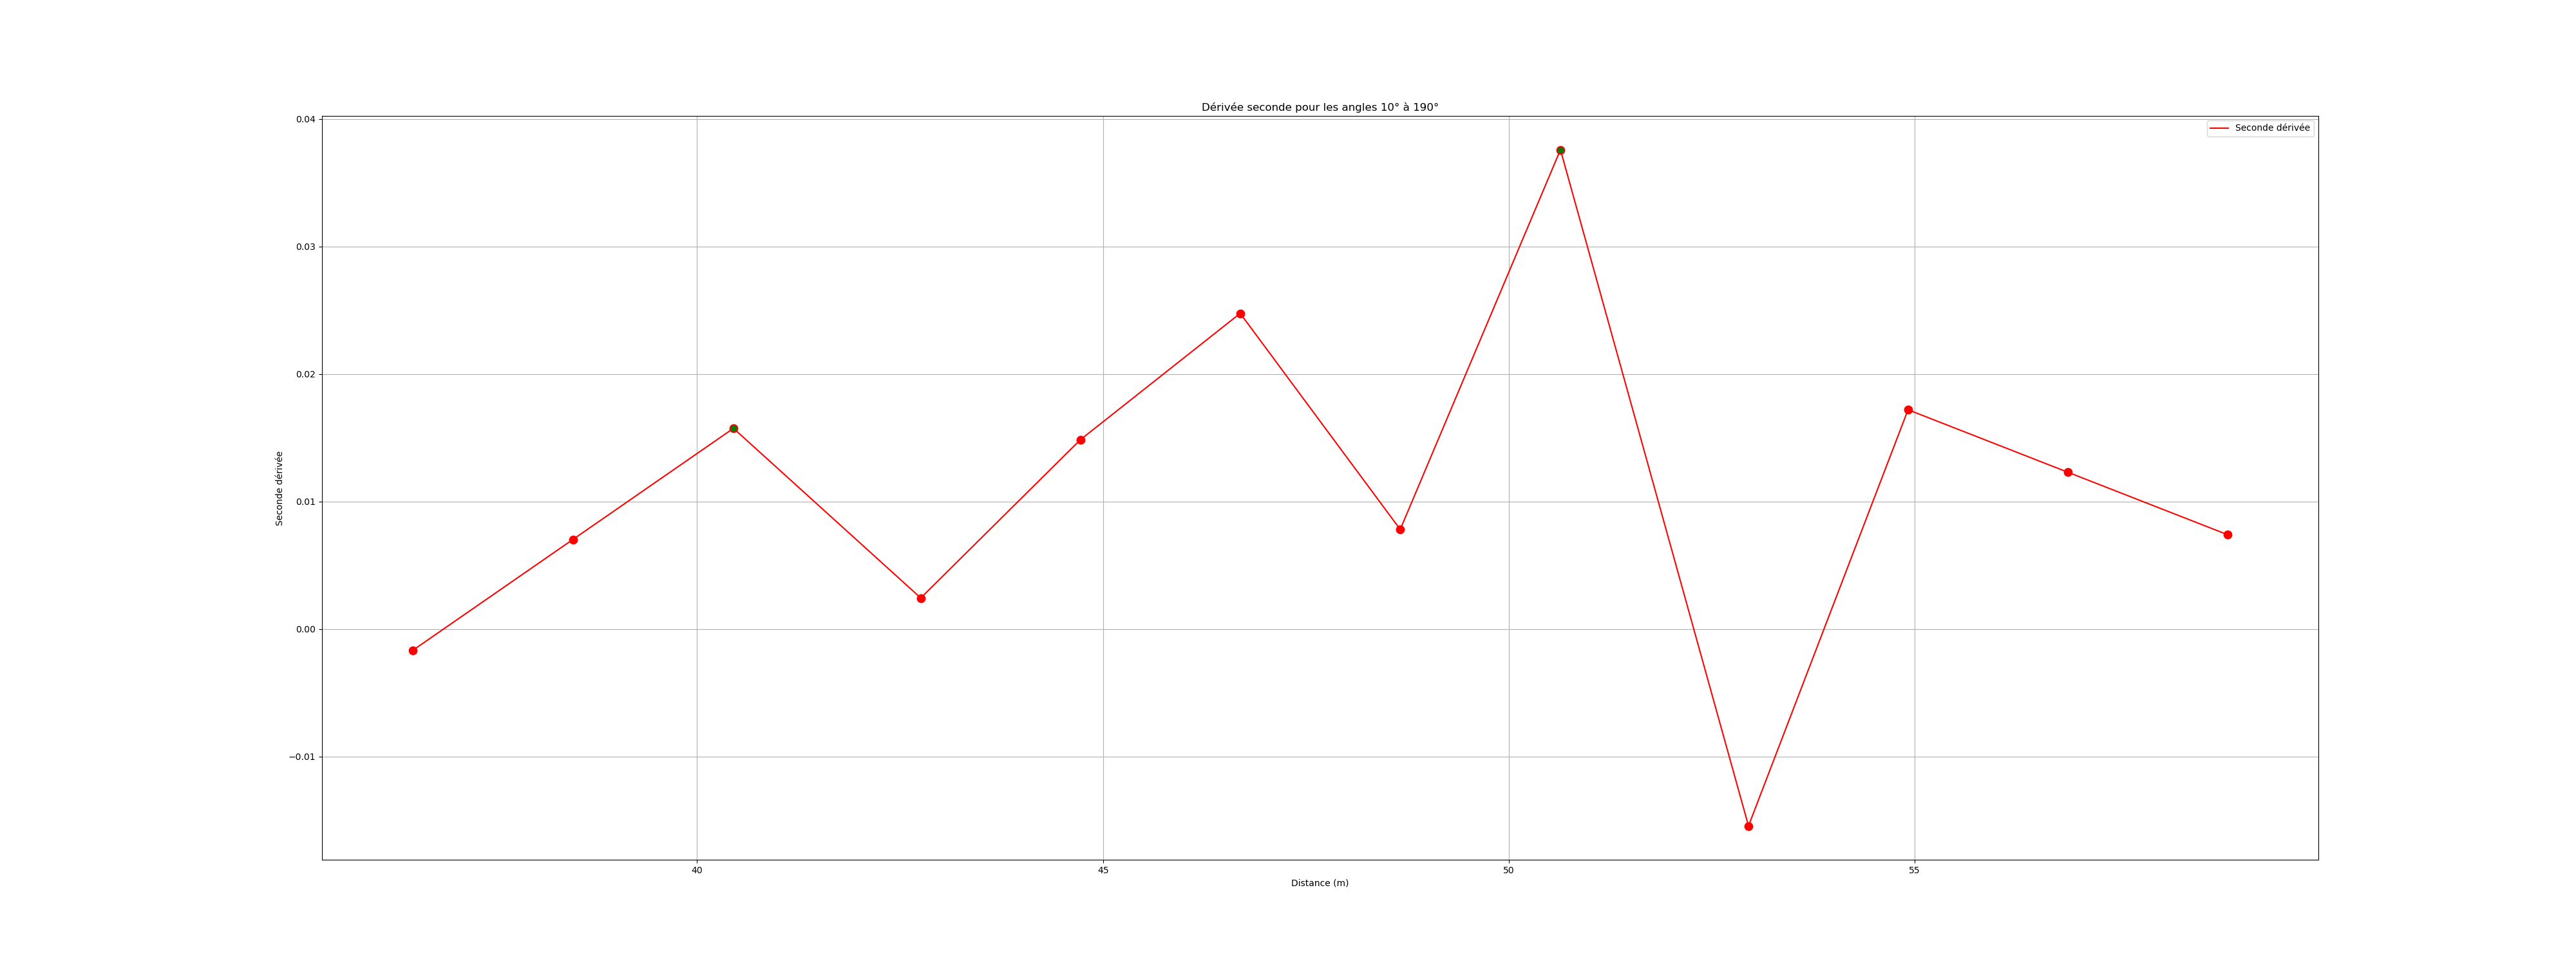 Dérivée seconde pour les angles 10° à 190°
Seconde dérivée
0.04
0.03
0.02
0.01
0.00
−0.01
Seconde dérivée
40
45
50
55
Distance (m)